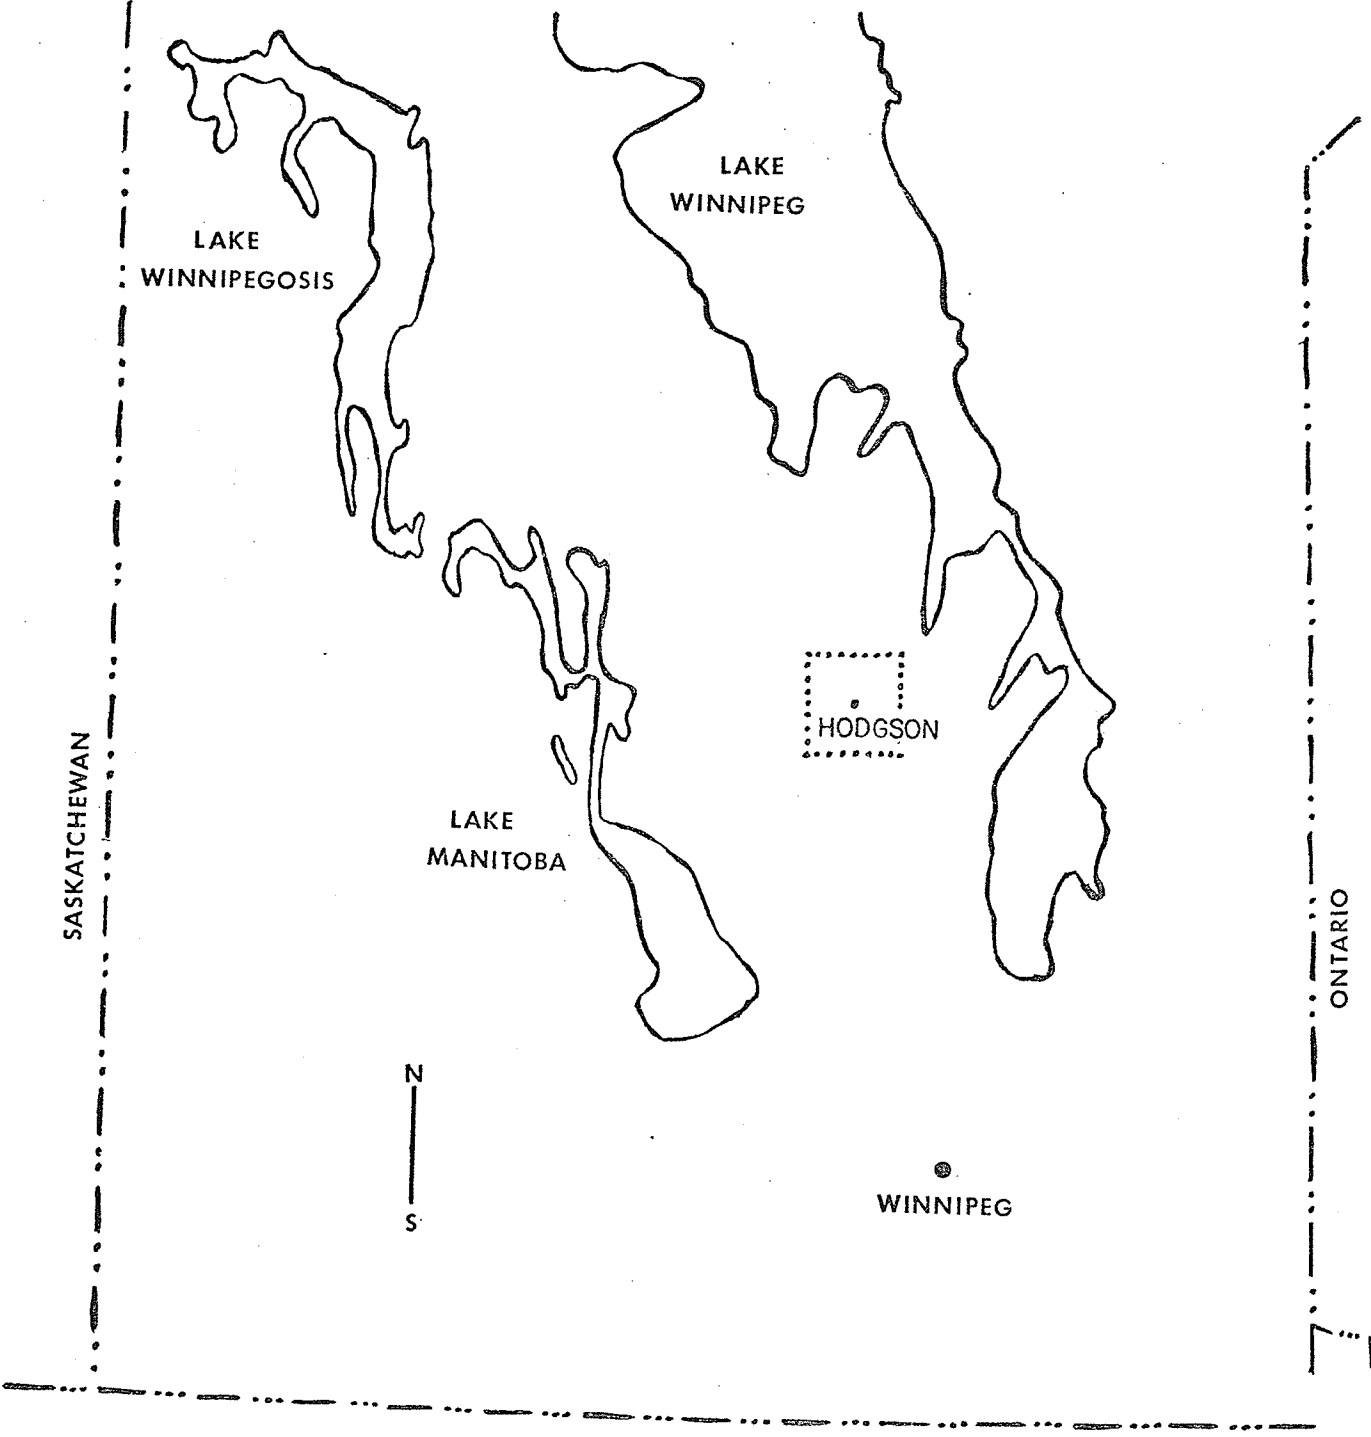 LAKE
WINNIPEG
LAKE
WINNIPEGOSIS
HODGSON
SASKATCHEWAN
LAKE
MANITOBA
ONTARIO
N
S
WINNIPEG